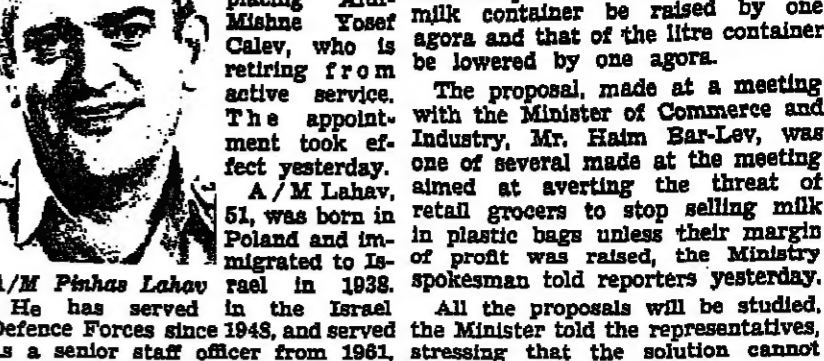 placing Aluf-
Mishne Yosef
Calev, who is
retiring from
active service.
The appoint-
ment took ef-
fect yesterday.
A/M Lahav,
51, was born in
Poland and im-
migrated to Is-
rael in 1938.
A/M Pinhas Lahav
He has served in the Israel
Defence Forces since 1948, and served
as a senior staff officer from 1961,
milk container be raised by one
agora and that of the litre container
be lowered by one agora.
The proposal, made at a meeting
with the Minister of Commerce and
Industry, Mr. Haim Bar-Lev, was
one of several made at the meeting
aimed at averting the threat of
retail grocers to stop selling milk
in plastic bags unless their margin
of profit was raised, the Ministry
spokesman told reporters yesterday.
All the proposals will be studied,
the Minister told the representatives,
stressing that the solution cannot